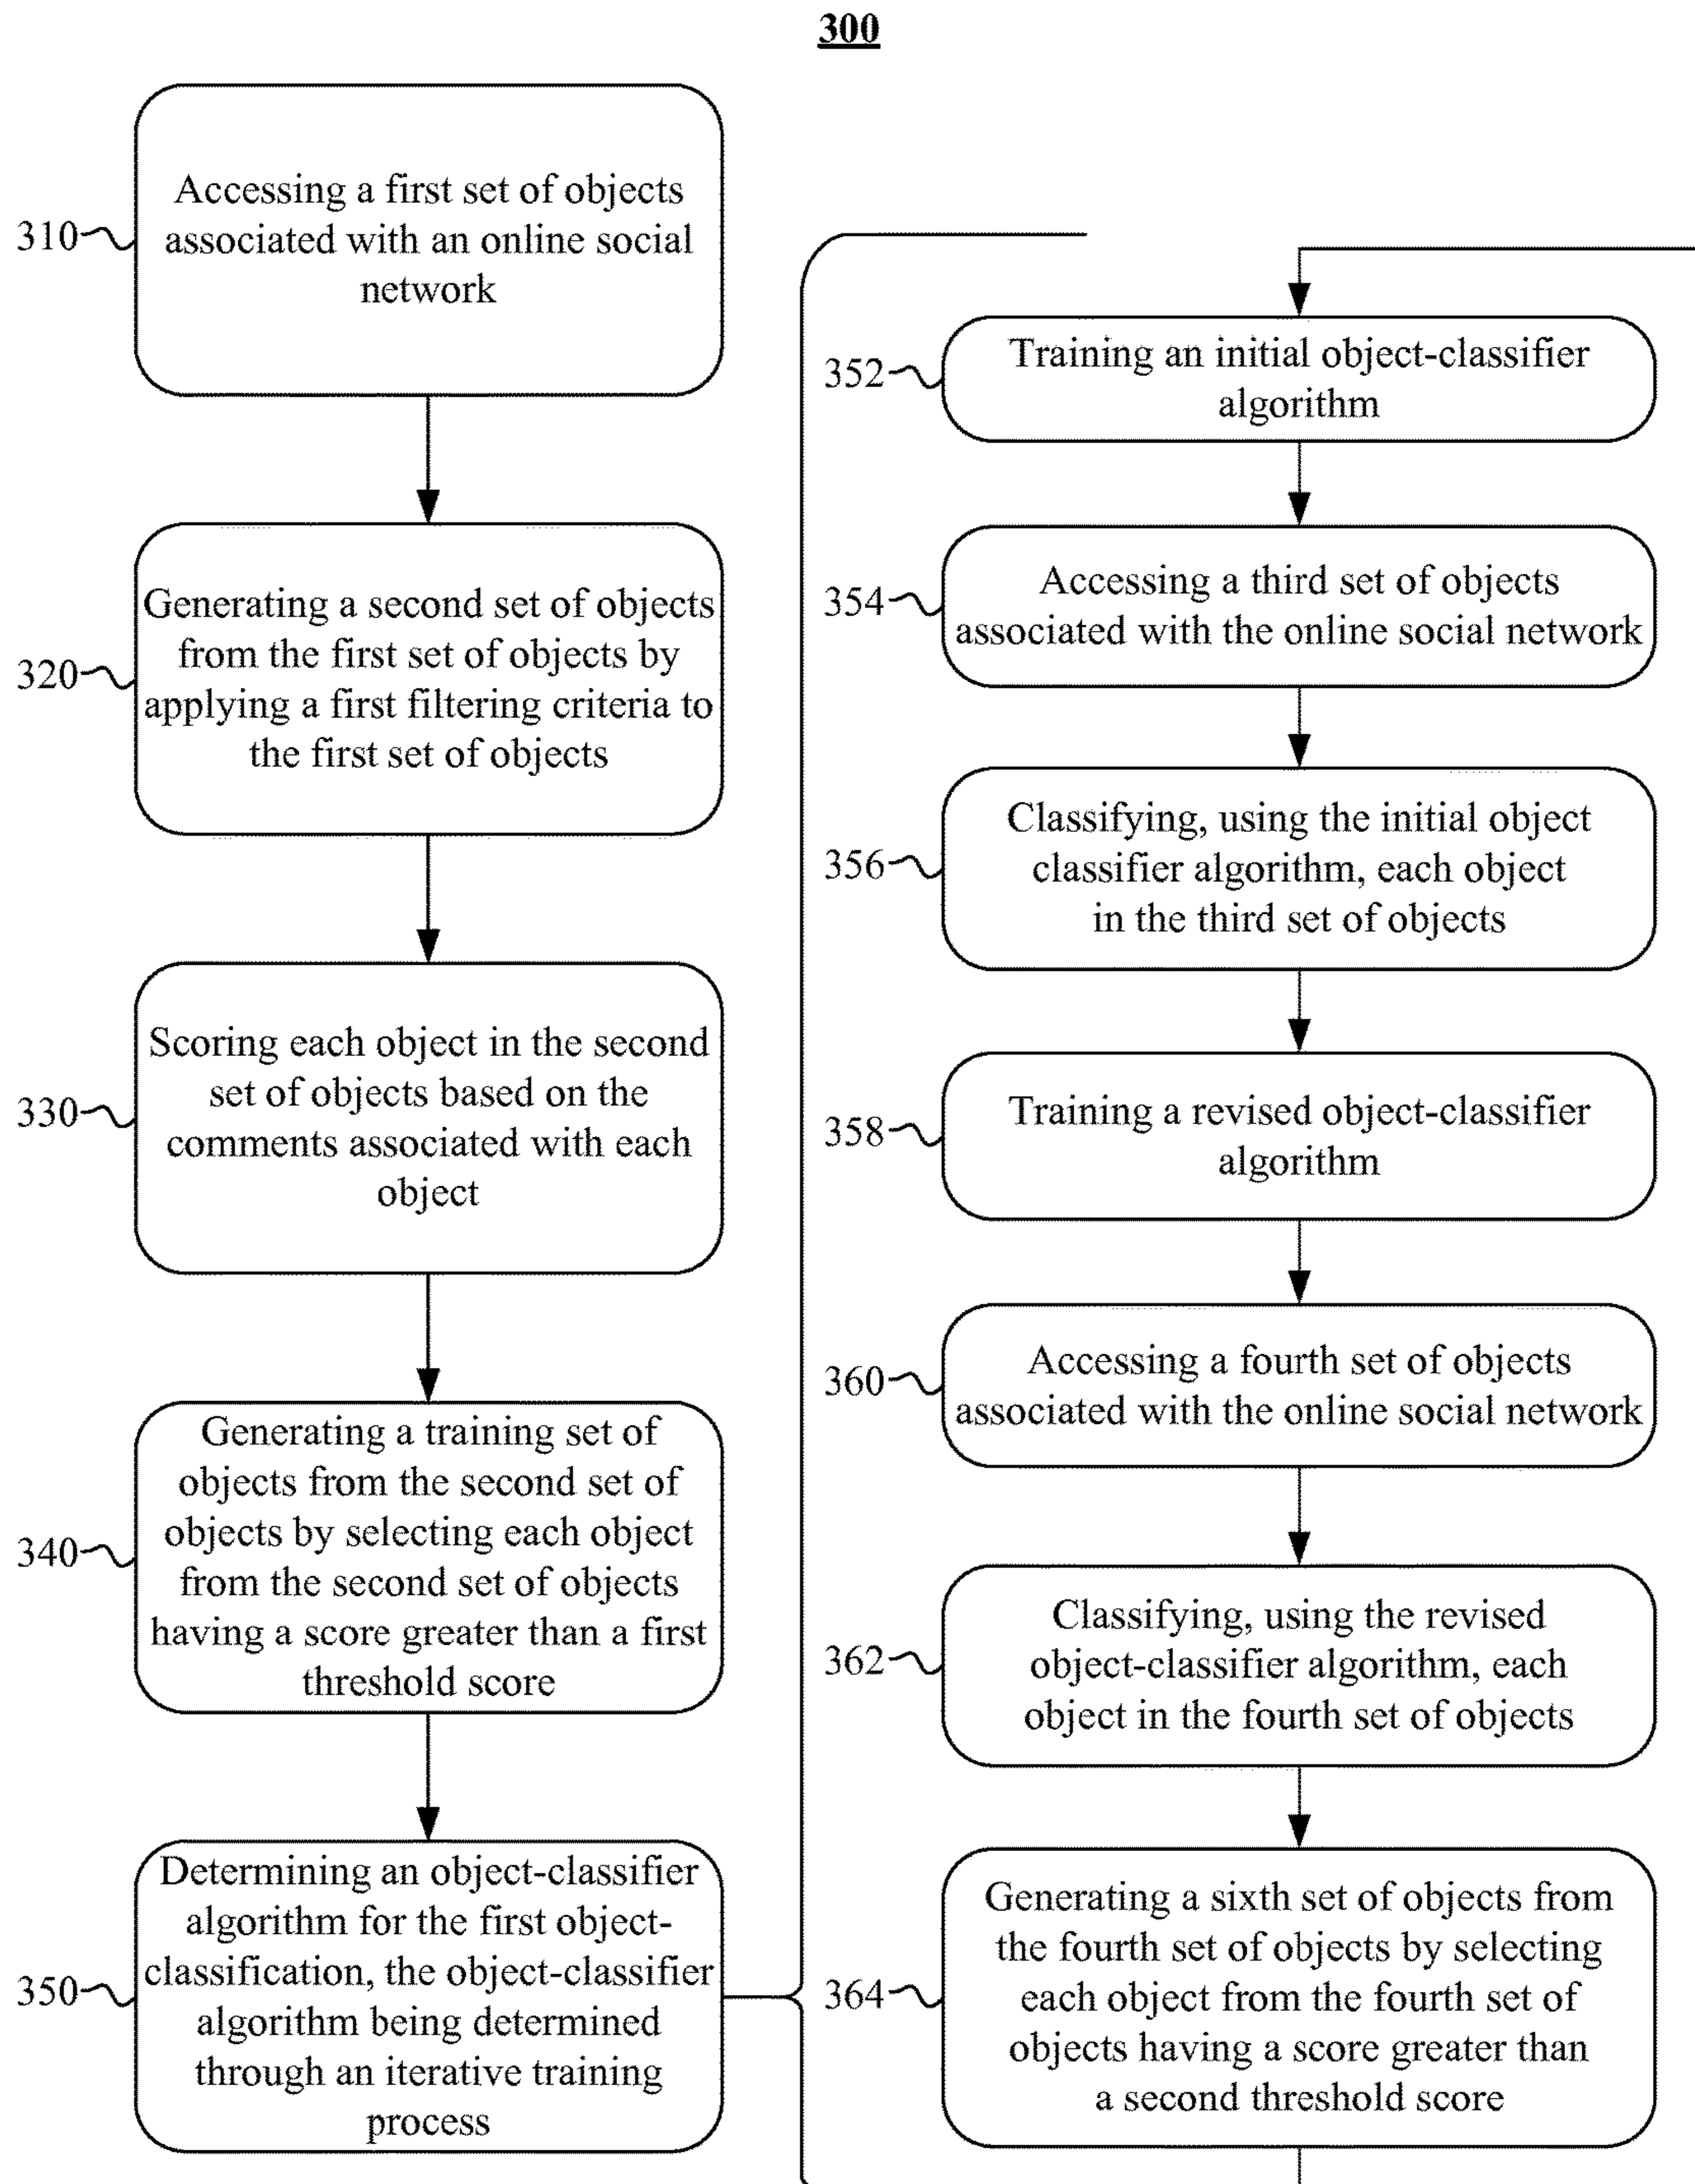 300
310
Accessing a first set of objects
associated with an online social
network
320
Generating a second set of objects
from the first set of objects by
applying a first filtering criteria to
the first set of objects
330
Scoring each object in the second
set of objects based on the
comments associated with each
object
340
Generating a training set of
objects from the second set of
objects by selecting each object
from the second set of objects
having a score greater than a first
threshold score
350
Determining an object-classifier
algorithm for the first object-
classification, the object-classifier
algorithm being determined
through an iterative training
process
352
Training an initial object-classifier
algorithm
354
Accessing a third set of objects
associated with the online social network
356
Classifying, using the initial object
classifier algorithm, each object
in the third set of objects
358
Training a revised object-classifier
algorithm
360
Accessing a fourth set of objects
associated with the online social network
362
Classifying, using the revised
object-classifier algorithm, each
object in the fourth set of objects
364
Generating a sixth set of objects from
the fourth set of objects by selecting
each object from the fourth set of
objects having a score greater than
a second threshold score